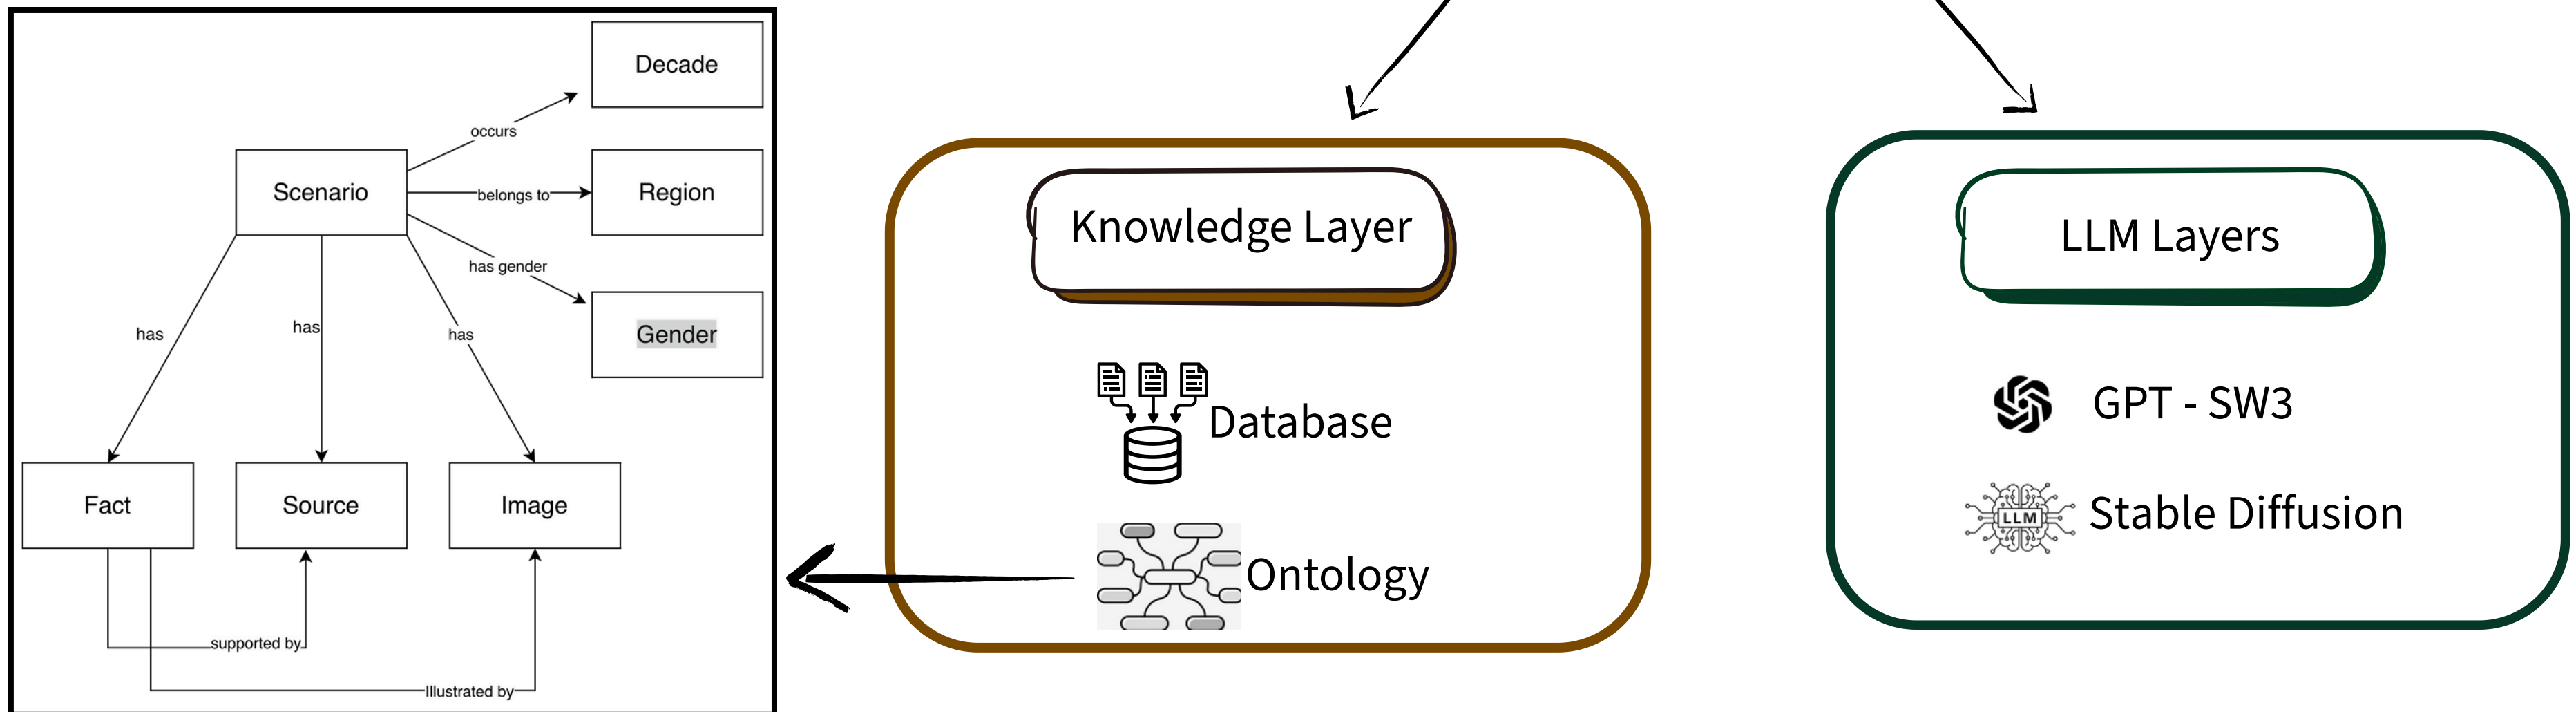 Decade
occurs
Scenario
belongs to
Region
has gender
Gender
has
has
has
Fact
Source
Image
supported by
Illustrated by
Knowledge Layer
Database
Ontology
LLM Layers
GPT - SW3
LLM
Stable Diffusion